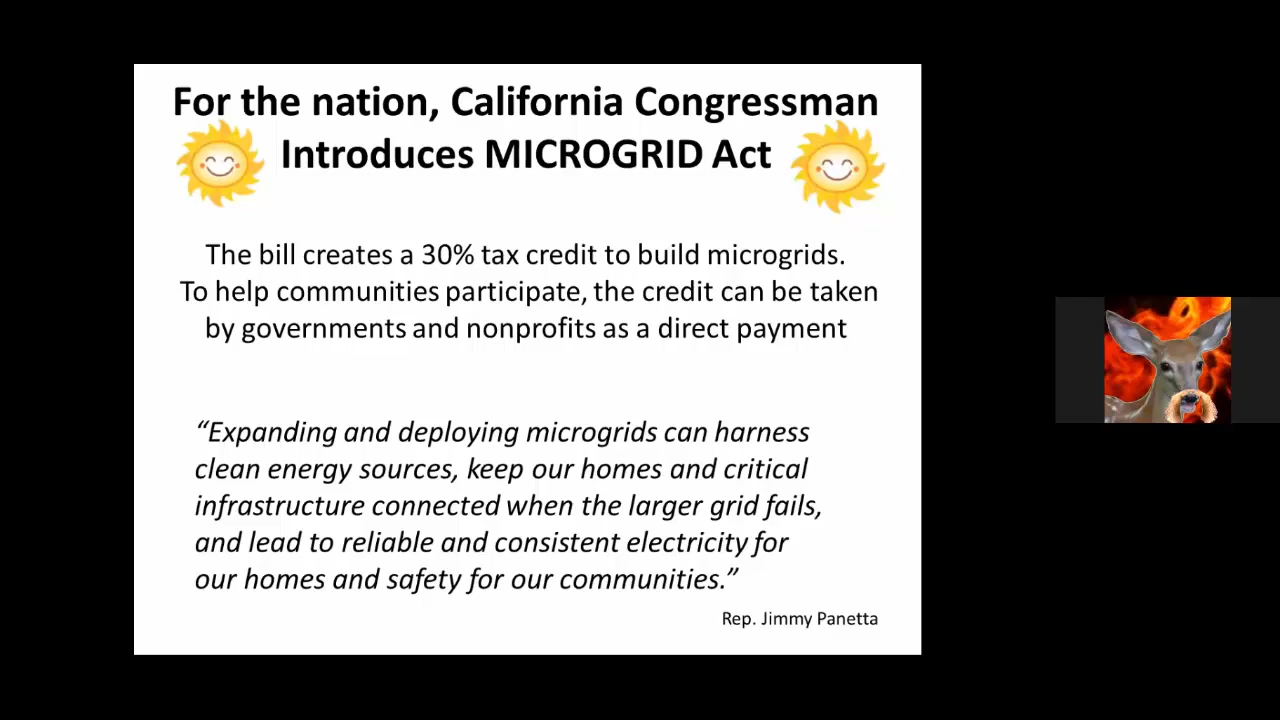 For the nation, California Congressman
Introduces MICROGRID Act
The bill creates a 30% tax credit to build microgrids.
To help communities participate, the credit can be taken
by governments and nonprofits as a direct payment
“Expanding and deploying microgrids can harness
clean energy sources, keep our homes and critical
infrastructure connected when the larger grid fails,
and lead to reliable and consistent electricity for
our homes and safety for our communities.”
Rep. Jimmy Panetta